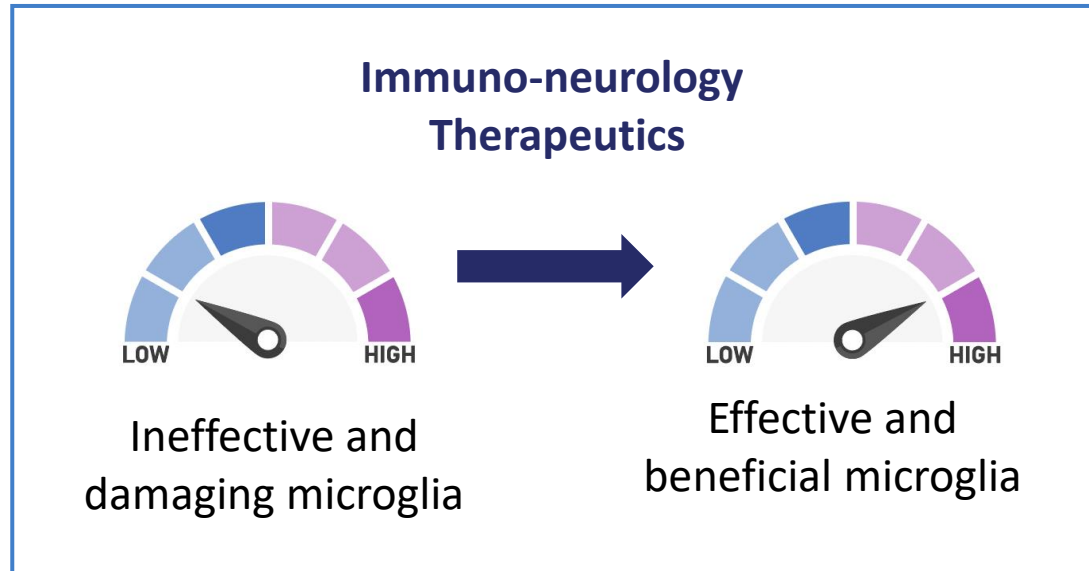 Immuno-neurology
Therapeutics
LOW
HIGH
LOW
HIGH
Ineffective and
damaging microglia
Effective and
beneficial microglia